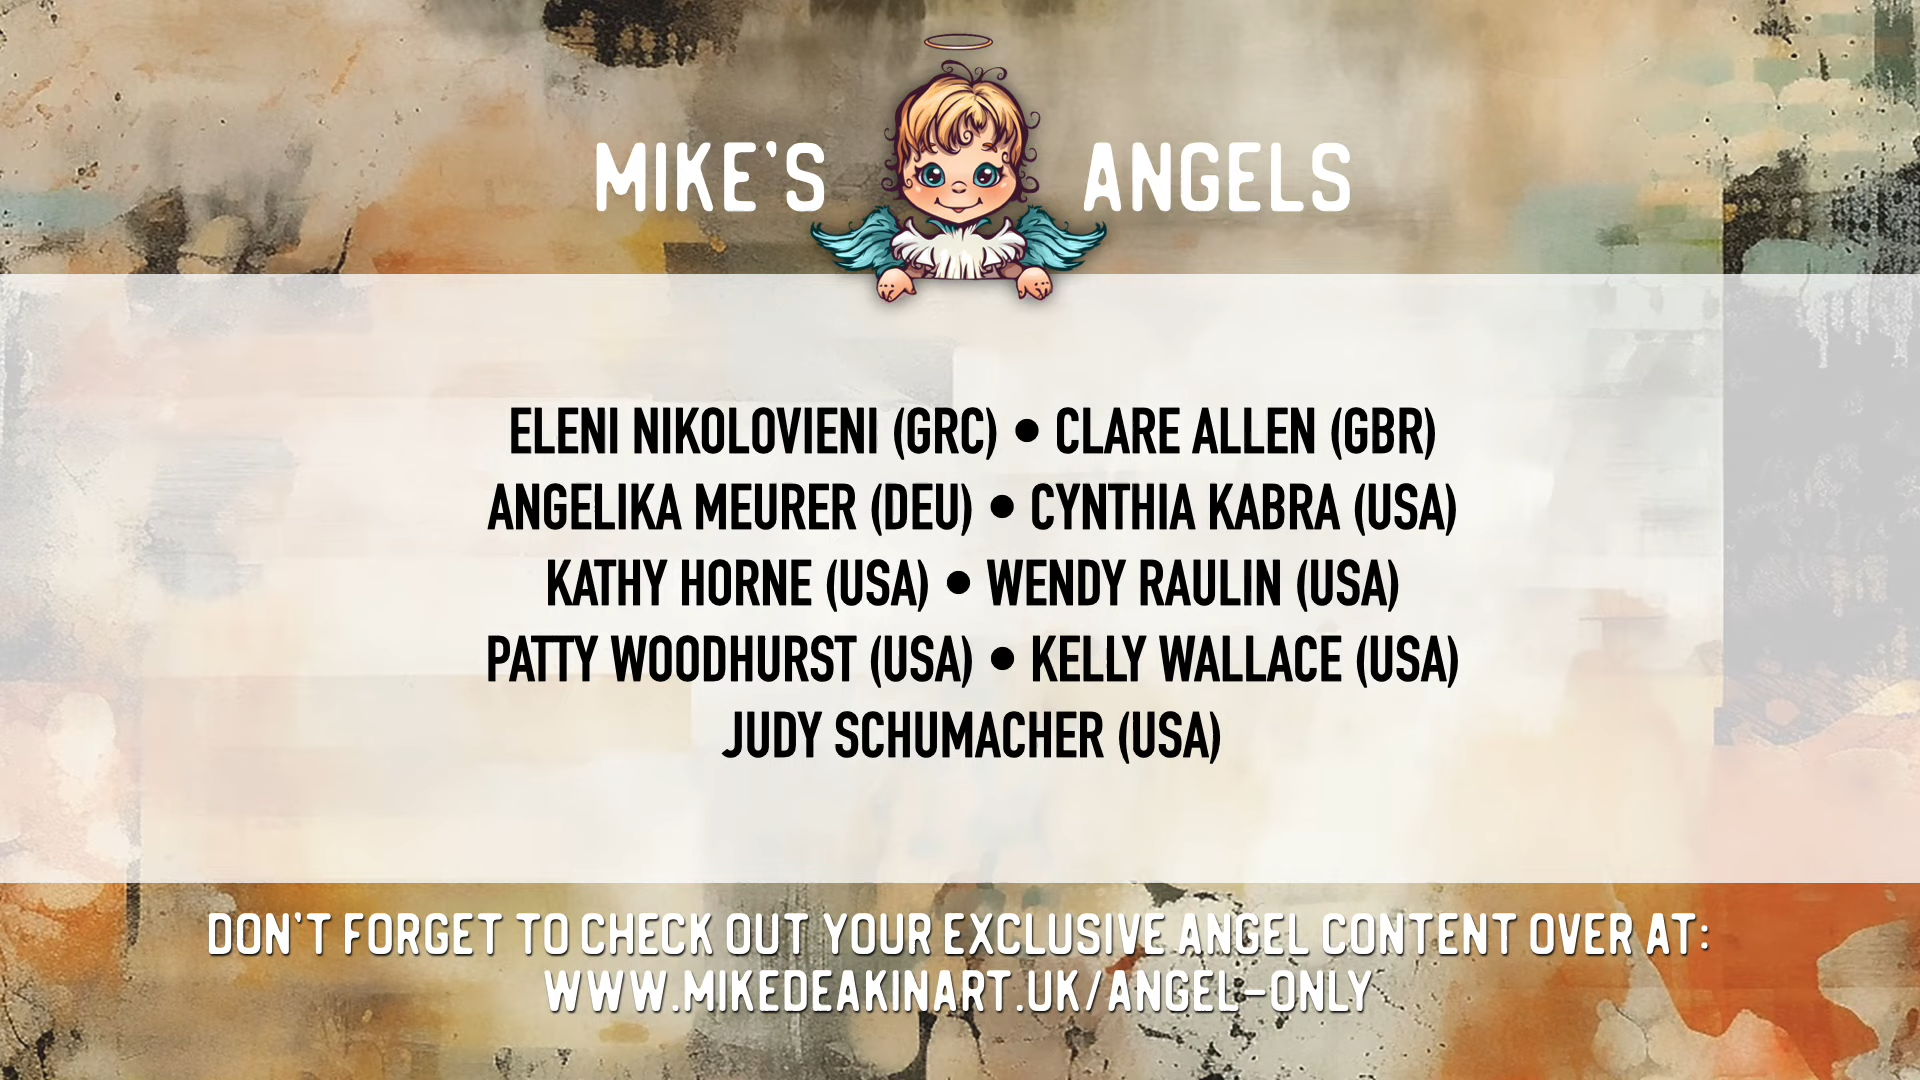 MIKE'S ANGELS
ELENI NIKOLOVIENI (GRC) • CLARE ALLEN (GBR)
ANGELIKA MEURER (DEU) • CYNTHIA KABRA (USA)
KATHY HORNE (USA) • WENDY RAULIN (USA)
PATTY WOODHURST (USA) • KELLY WALLACE (USA)
JUDY SCHUMACHER (USA)
DON'T FORGET TO CHECK OUT YOUR EXCLUSIVE ANGEL CONTENT OVER AT:
WWW.MIKEDEAKINART.UK/ANGEL-ONLY